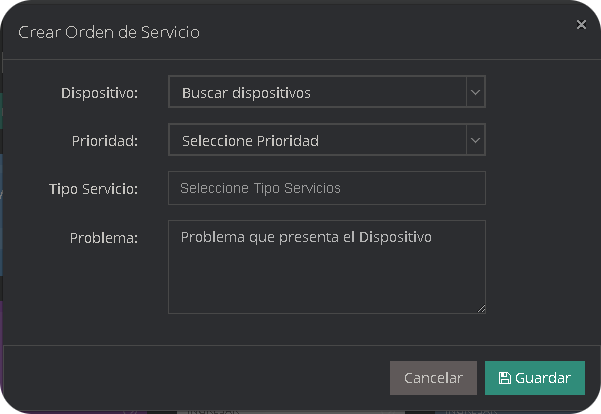 Crear Orden de Servicio
×
Dispositivo:
Buscar dispositivos
Prioridad:
Seleccione Prioridad
Tipo Servicio:
Seleccione Tipo Servicios
Problema:
Problema que presenta el Dispositivo
Cancelar
Guardar